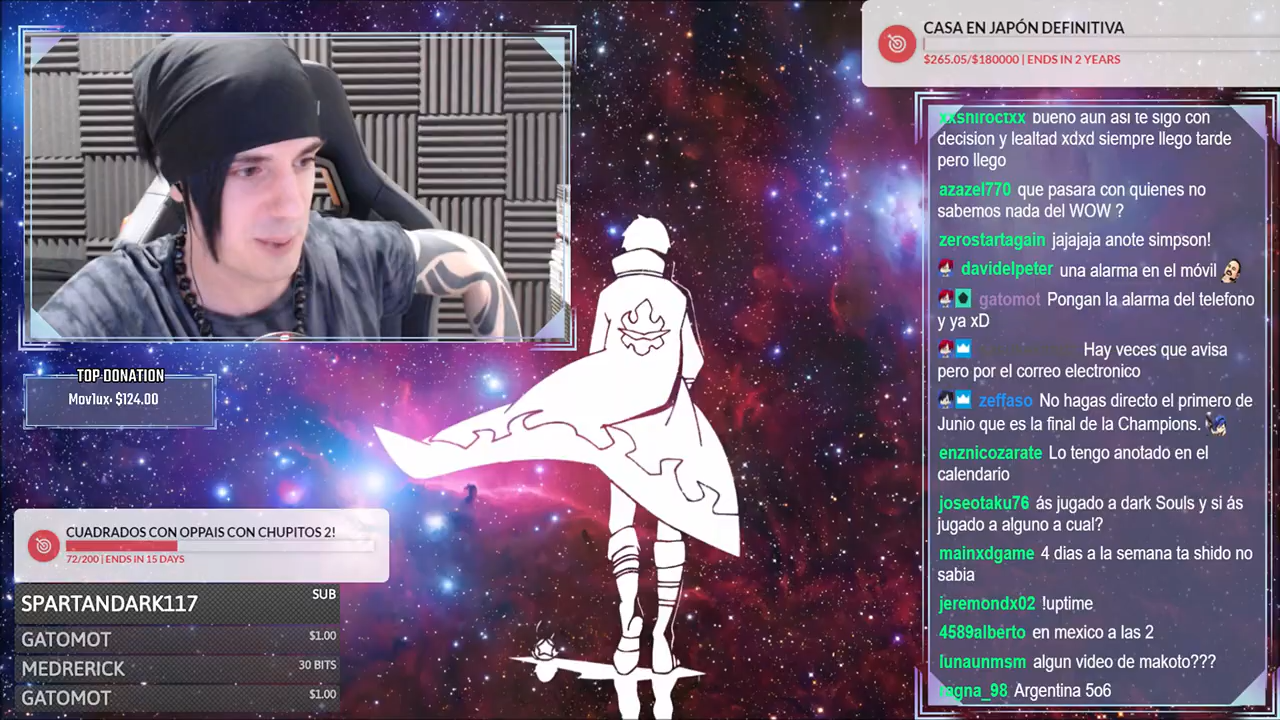 CASA EN JAPÓN DEFINITIVA
$265.05/$180000 | ENDS IN 2 YEARS
xxsniroctxx bueno aun asi te sigo con
decision y lealtad xdxd siempre llego tarde
pero llego
azazel770 que pasara con quienes no
sabemos nada del WOW ?
zerostartagain jajajaja anote simpson!
davidelpeter una alarma en el móvil
gatomot Pongan la alarma del telefono
y ya xD
Hay veces que avisa
pero por el correo electronico
zeffaso No hagas directo el primero de
Junio que es la final de la Champions.
enznicozarate Lo tengo anotado en el
calendario
joseotaku76 ás jugado a dark Souls y si ás
jugado a alguno a cual?
mainxdgame 4 dias a la semana ta shido no
sabia
jeremondx02 !uptime
4589alberto en mexico a las 2
lunaunmsm algun video de makoto???
ragna_98 Argentina 5o6
TOP DONATION
Mov1ux: $124.00
CUADRADOS CON OPPAIS CON CHUPITOS 2!
72/200 | ENDS IN 15 DAYS
SPARTANDARK117 SUB
GATOMOT $1.00
MEDRERICK 30 BITS
GATOMOT $1.00